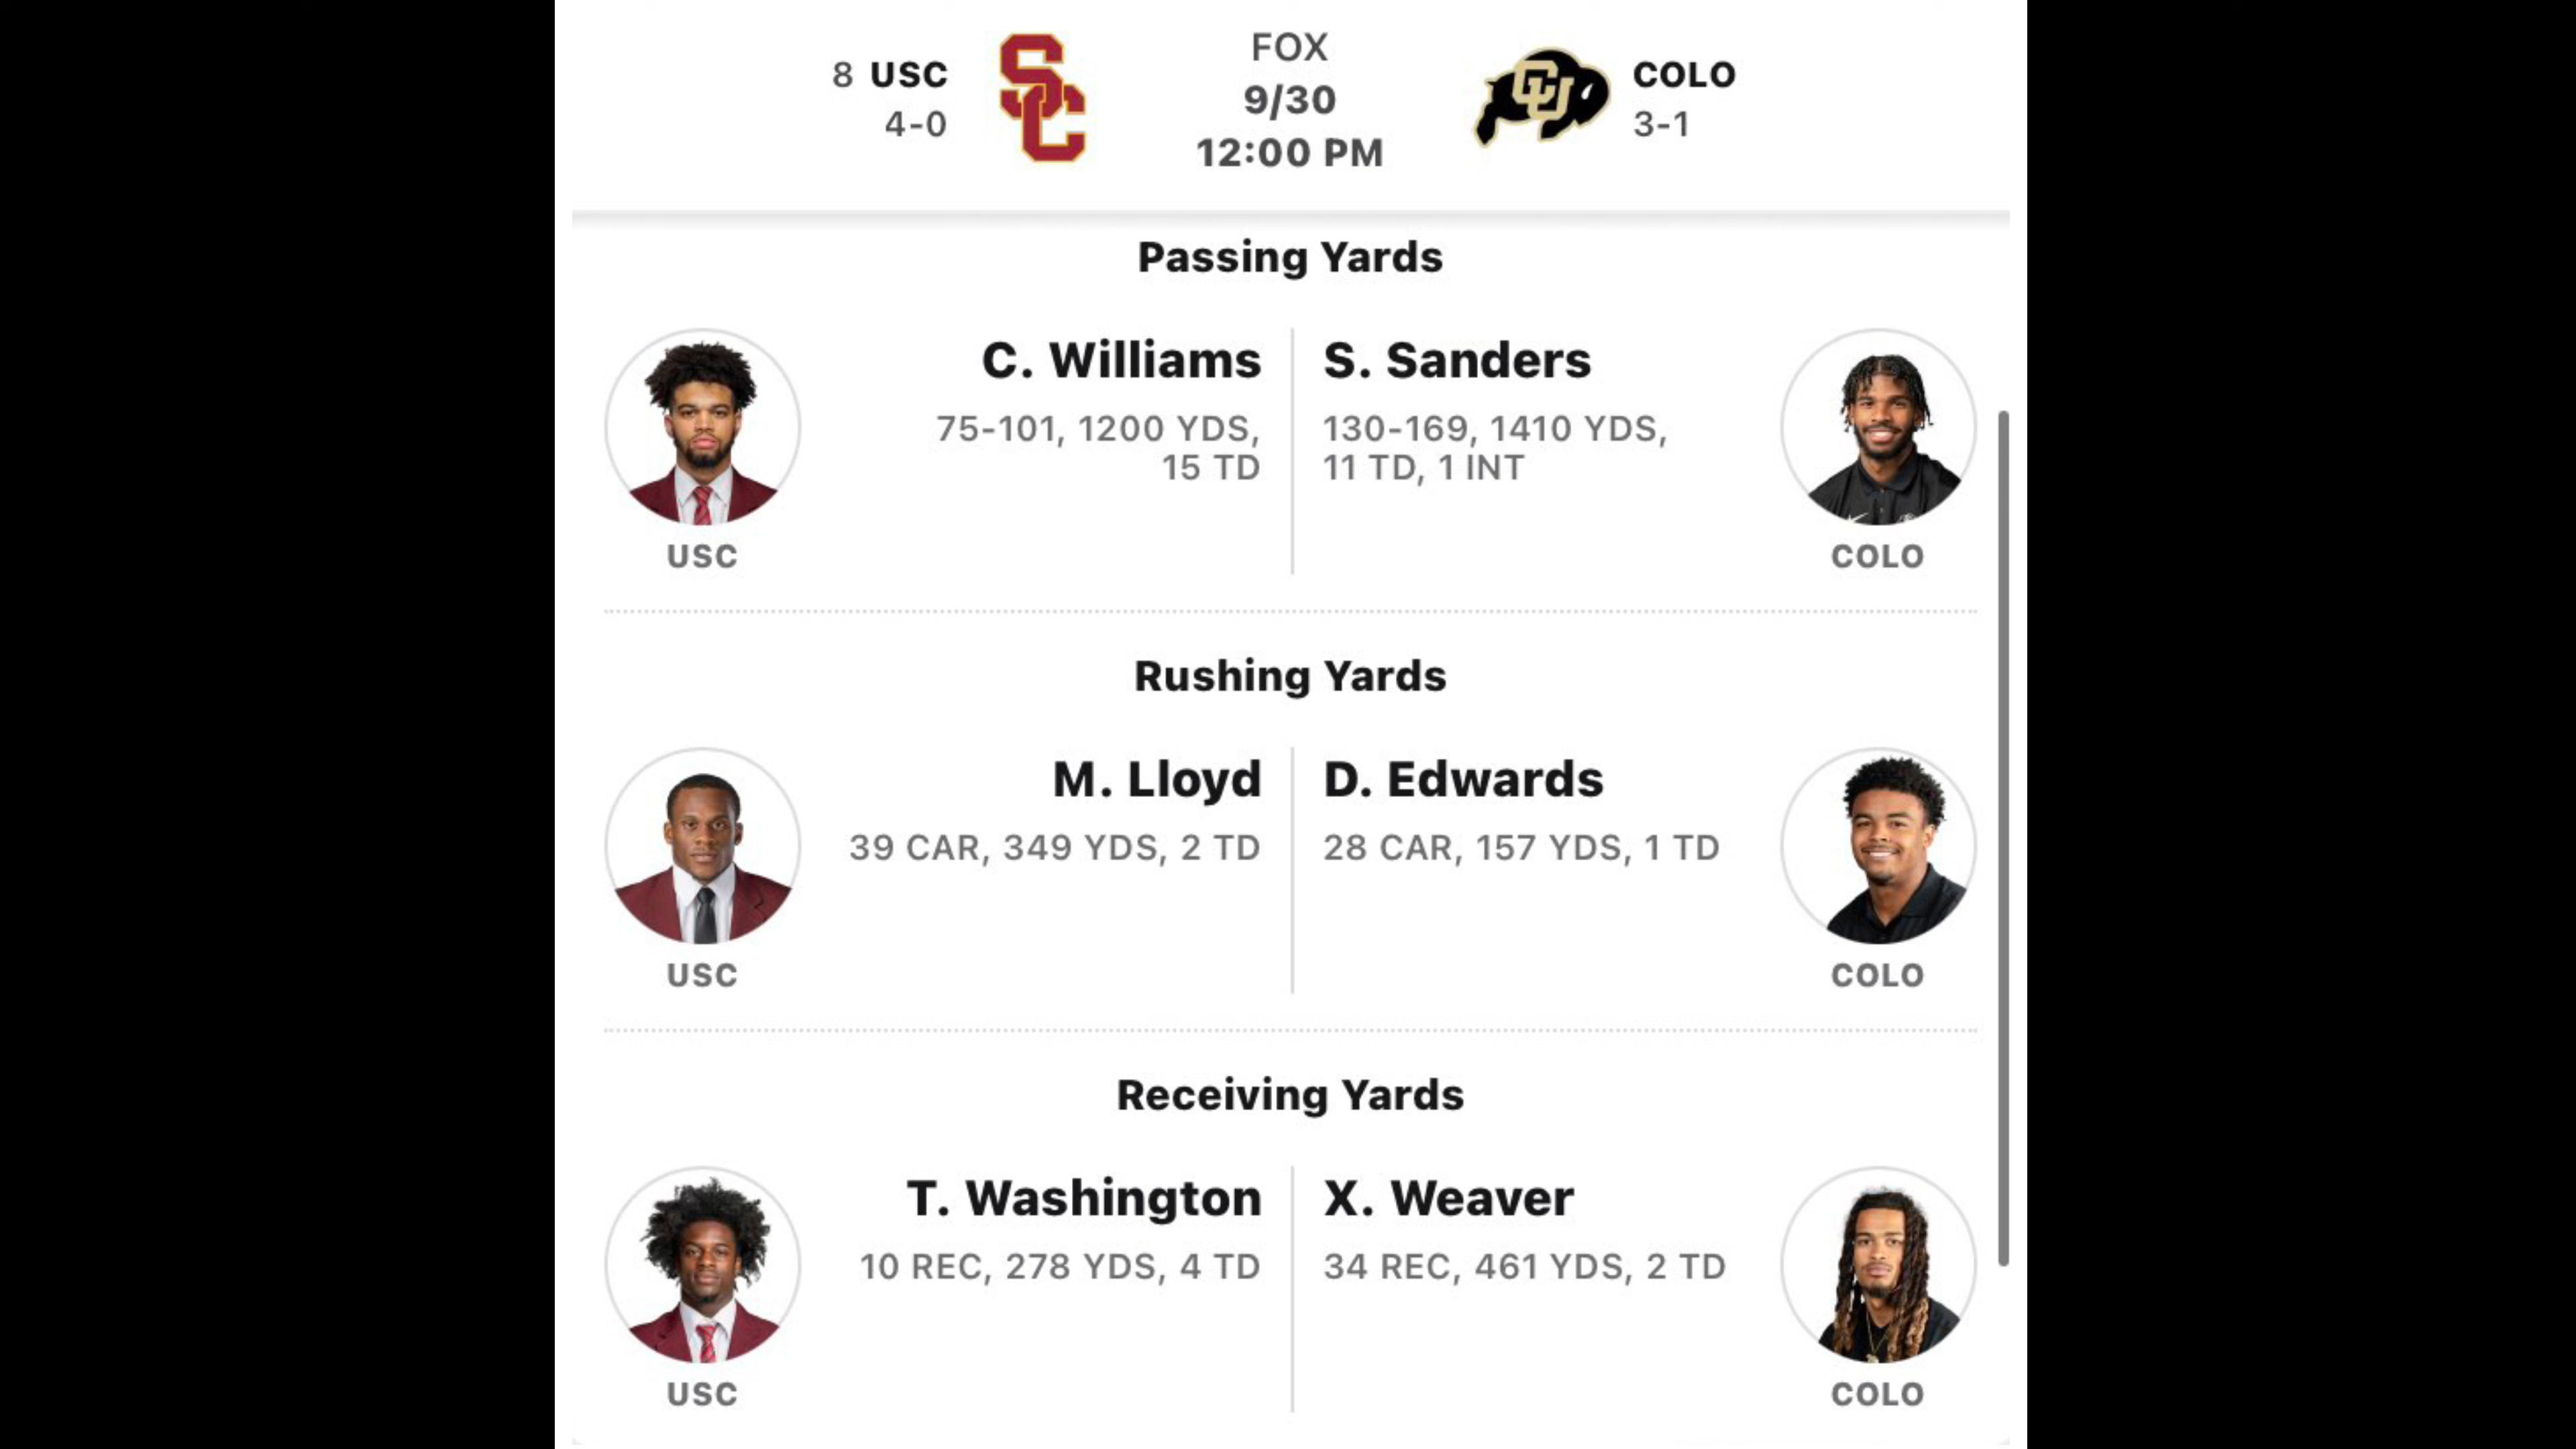 8 USC
4-0
SC
FOX
9/30
12:00 PM
CU
COLO
3-1
Passing Yards
C. Williams
75-101, 1200 YDS,
15 TD
USC
S. Sanders
130-169, 1410 YDS,
11 TD, 1 INT
COLO
Rushing Yards
M. Lloyd
39 CAR, 349 YDS, 2 TD
USC
D. Edwards
28 CAR, 157 YDS, 1 TD
COLO
Receiving Yards
T. Washington
10 REC, 278 YDS, 4 TD
USC
X. Weaver
34 REC, 461 YDS, 2 TD
COLO